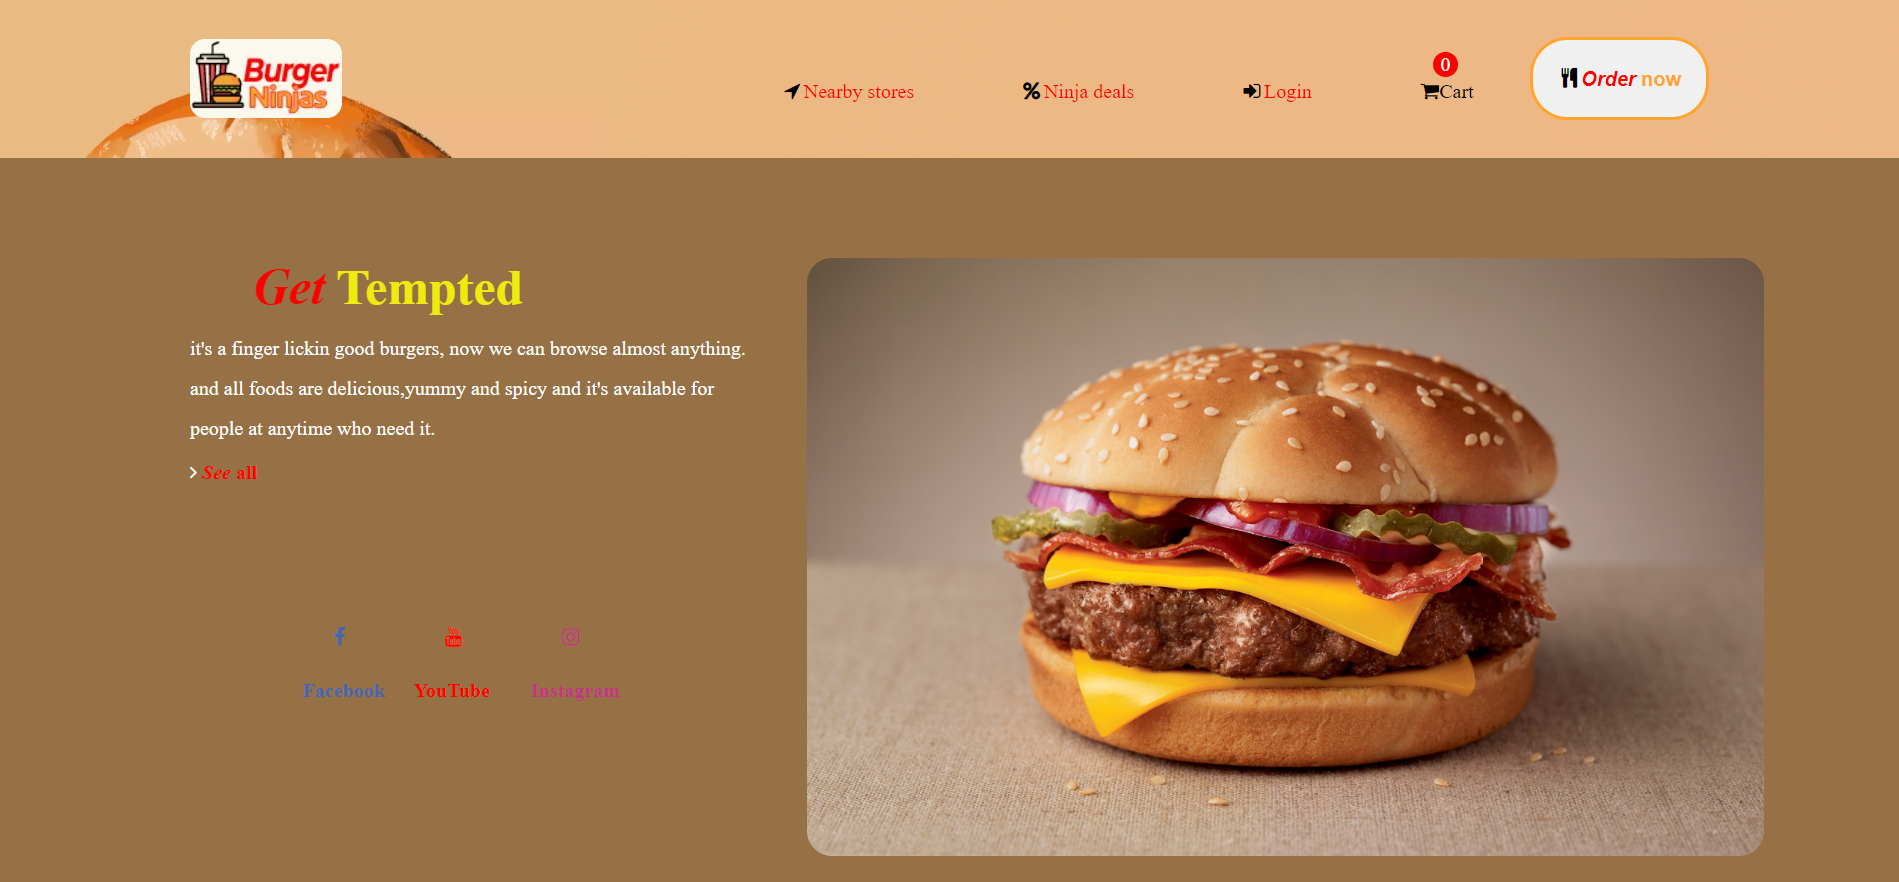 Burger
Ninjas
Nearby stores
Ninja deals
Login
0
Cart
Order now
Get Tempted
it's a finger lickin good burgers, now we can browse almost anything.
and all foods are delicious,yummy and spicy and it's available for
people at anytime who need it.
See all
You
Tube
Facebook
YouTube
Instagram